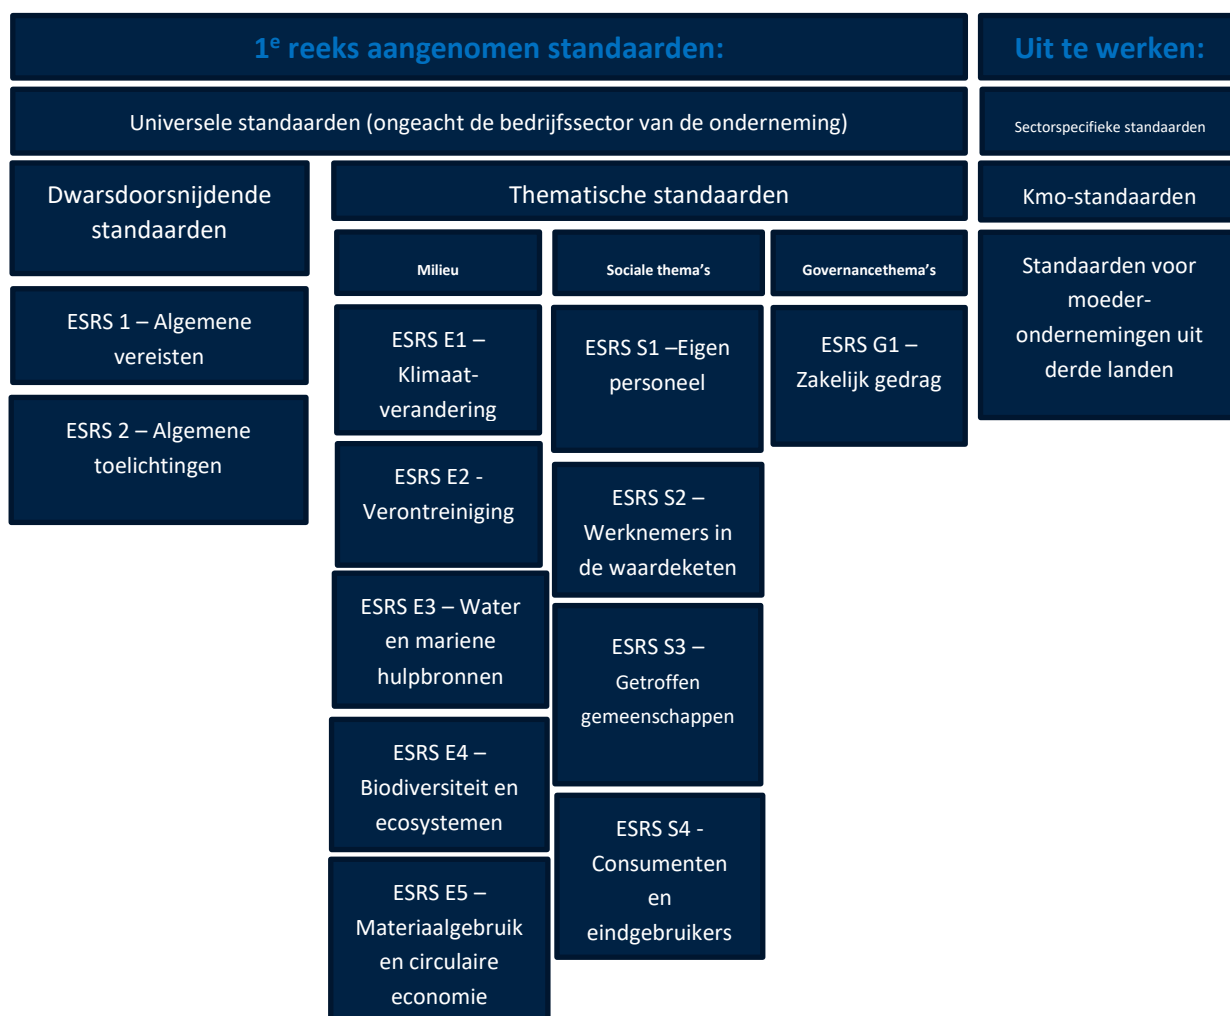 1e reeks aangenomen standaarden:
Uit te werken:
Universele standaarden (ongeacht de bedrijfssector van de onderneming)
Sectorspecifieke standaarden
Dwarsdoorsnijdende
standaarden
Thematische standaarden
Kmo-standaarden
Milieu
Sociale thema’s
Governancethema’s
Standaarden voor
moeder-
ondernemingen uit
derde landen
ESRS 1 – Algemene
vereisten
ESRS 2 – Algemene
toelichtingen
ESRS E1 –
Klimaat-
verandering
ESRS E2 -
Verontreiniging
ESRS E3 – Water
en mariene
hulpbronnen
ESRS E4 –
Biodiversiteit en
ecosystemen
ESRS E5 –
Materiaalgebruik
en circulaire
economie
ESRS S1 –Eigen
personeel
ESRS S2 –
Werknemers in
de waardeketen
ESRS S3 –
Getroffen
gemeenschappen
ESRS S4 -
Consumenten
en
eindgebruikers
ESRS G1 –
Zakelijk gedrag